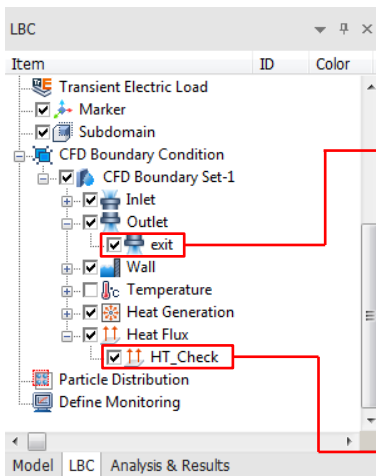 LBC
Item ID Color
Transient Electric Load
Marker
Subdomain
CFD Boundary Condition
CFD Boundary Set-1
Inlet
Outlet
exit
Wall
Temperature
Heat Generation
Heat Flux
HT_Check
Particle Distribution
Define Monitoring
Model LBC Analysis & Results